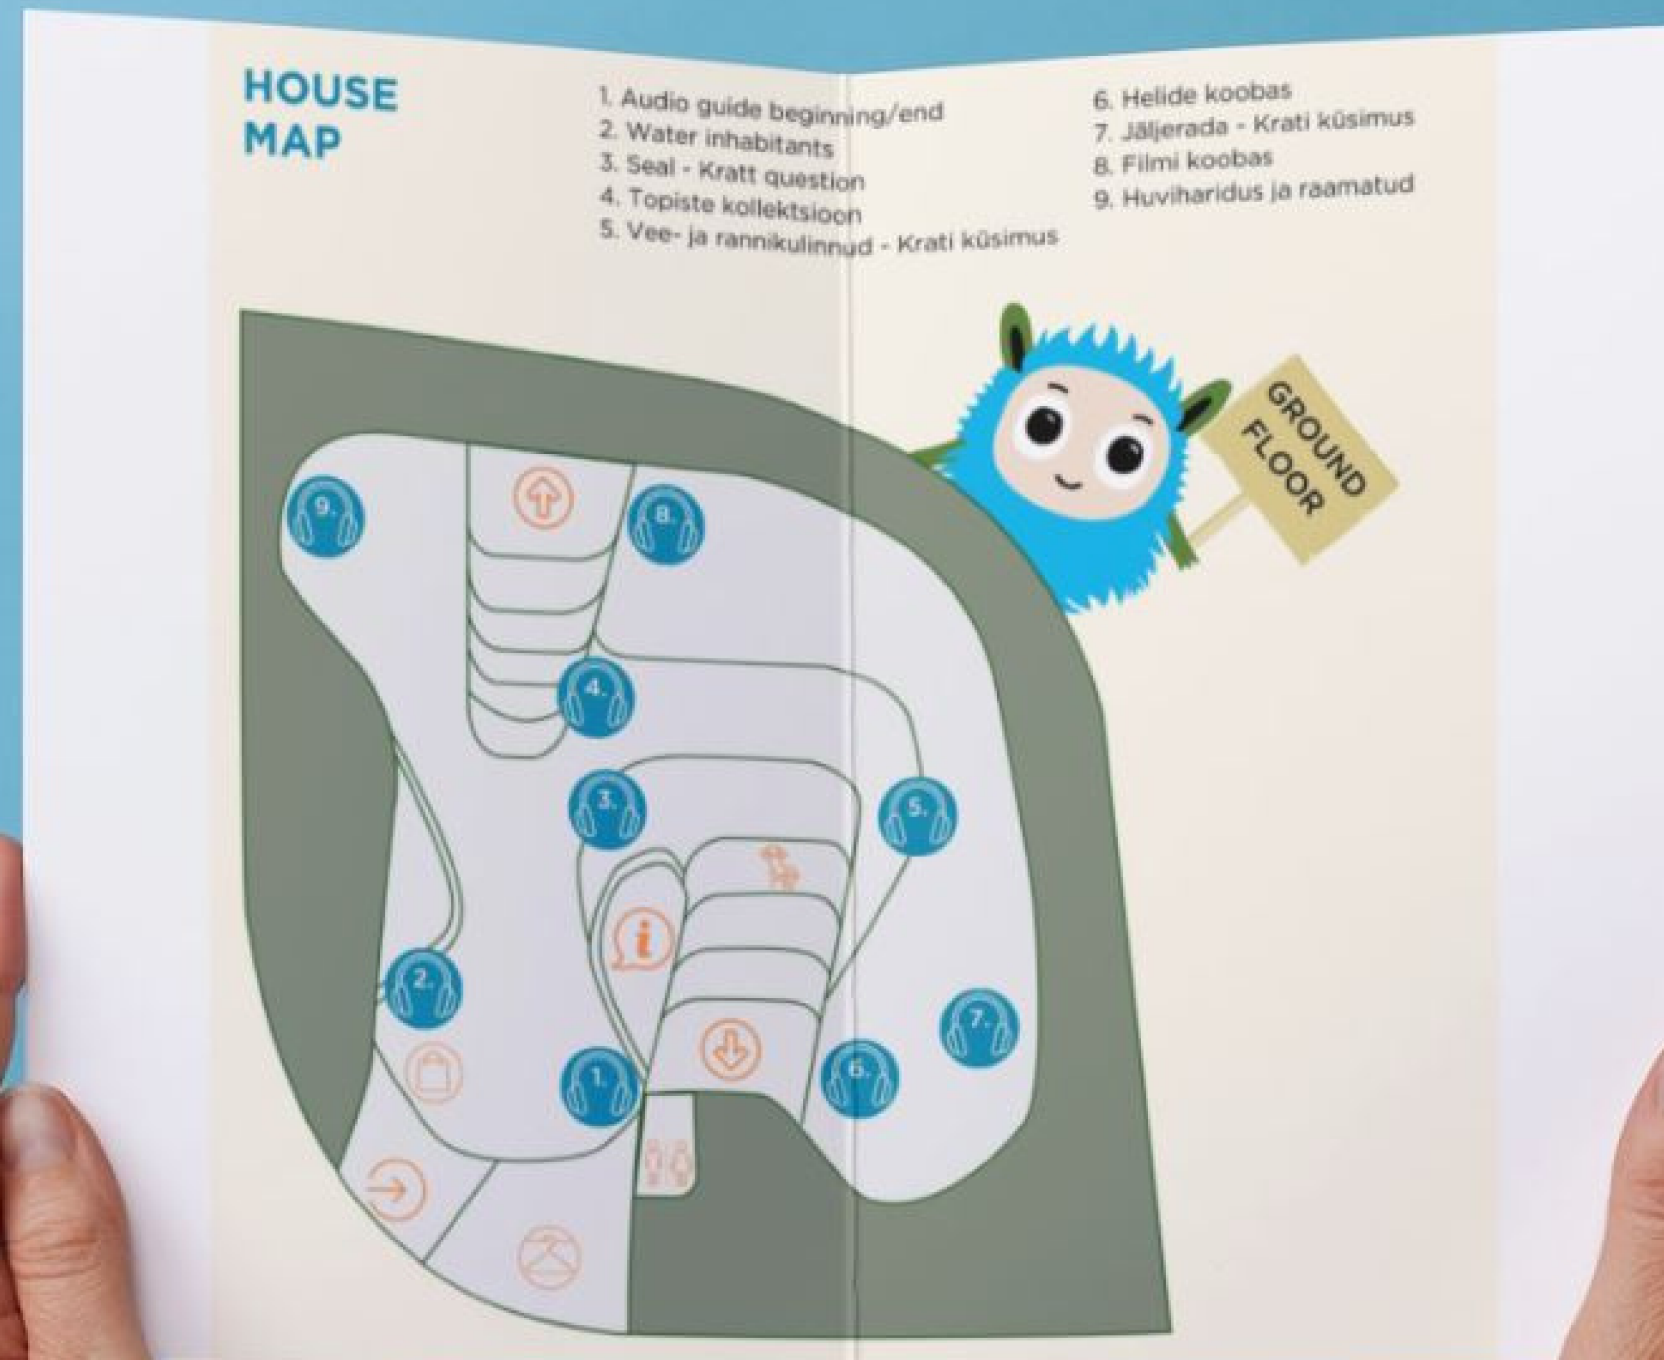 HOUSE
MAP
1. Audio guide beginning/end
2. Water inhabitants
3. Seal - Kratt question
4. Topiste kollektsioon
5. Vee- ja rannikulinnud - Krati küsimus
6. Helide koobas
7. Jäljerada - Krati küsimus
8. Filmi koobas
9. Huviharidus ja raamatud
GROUND
FLOOR
9.
8.
4.
3.
5.
i
2.
7.
6.
1.